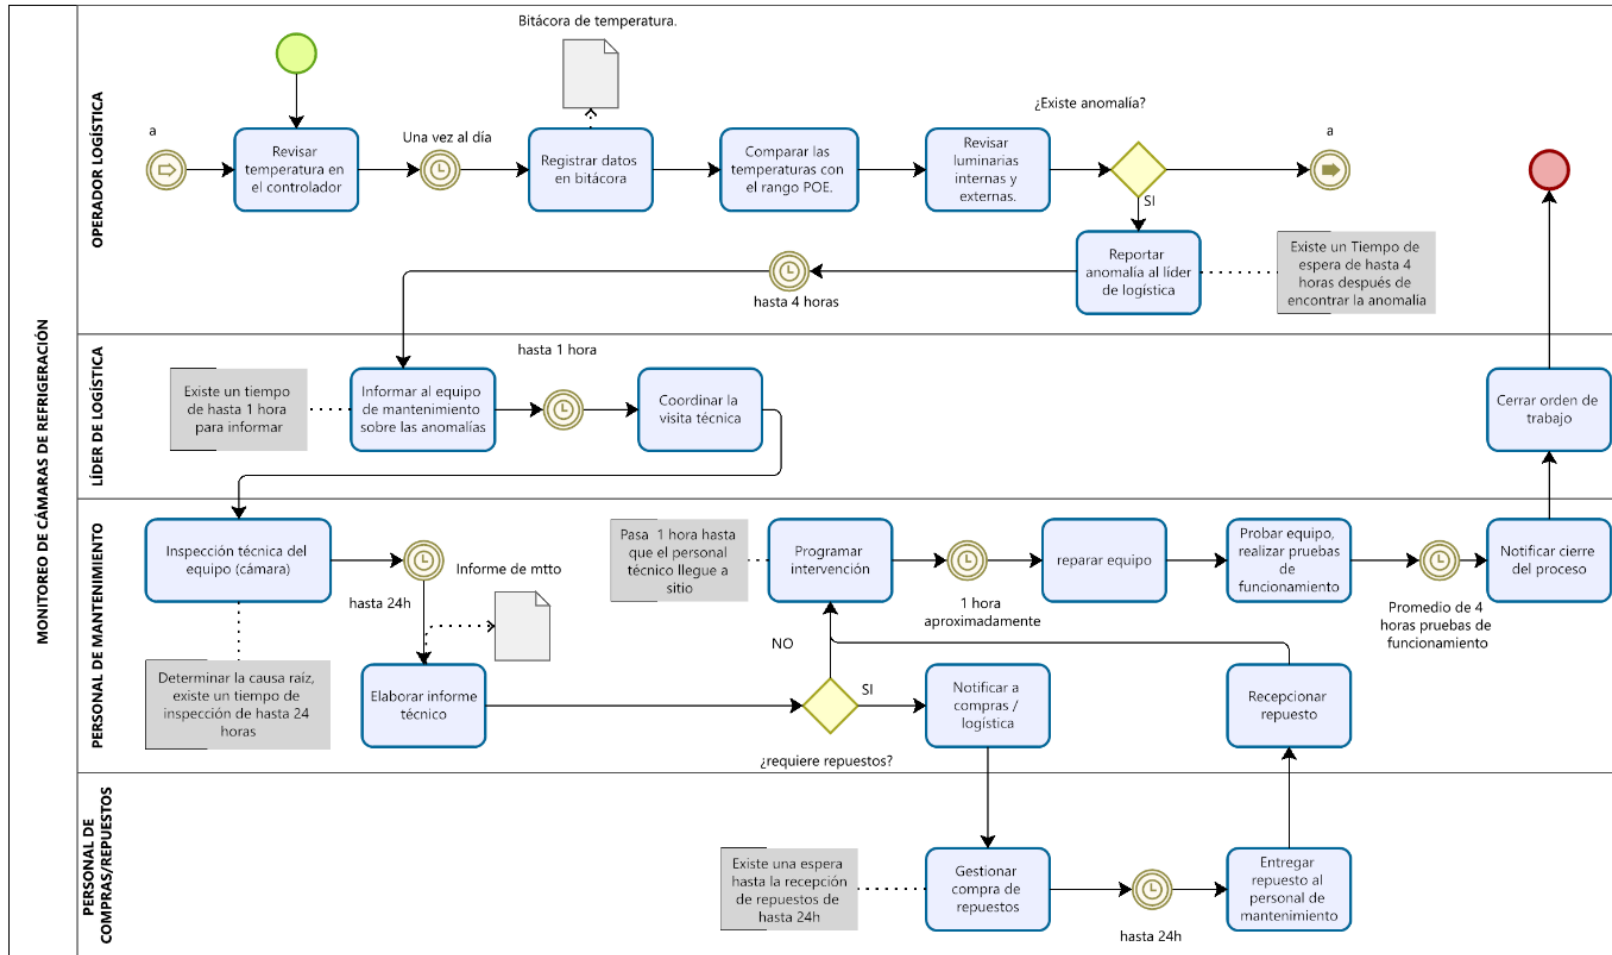 MONITOREO DE CÁMARAS DE REFRIGERACIÓN
OPERADOR LOGÍSTICA
Bitácora de temperatura.
a
Revisar
temperatura en
el controlador
Una vez al día
Registrar datos
en bitácora
Comparar las
temperaturas con
el rango POE.
Revisar
luminarias
internas y
externas.
¿Existe anomalía?
a
SI
Reportar
anomalía al líder
de logística
Existe un Tiempo de
espera de hasta 4
horas después de
encontrar la anomalia
hasta 4 horas
LÍDER DE LOGÍSTICA
Existe un tiempo
de hasta 1 hora
para informar
Informar al equipo
de mantenimiento
sobre las anomalías
hasta 1 hora
Coordinar la
visita técnica
Cerrar orden de
trabajo
PERSONAL DE MANTENIMIENTO
Inspección técnica del
equipo (cámara)
hasta 24h
Informe de mtto
Determinar la causa raíz,
existe un tiempo de
inspección de hasta 24
horas
Elaborar informe
técnico
Pasa  1 hora hasta
que el personal
técnico llegue a
sitio
Programar
intervención
1 hora
aproximadamente
reparar equipo
Probar equipo,
realizar pruebas
de
funcionamiento
Promedio de 4
horas pruebas de
funcionamiento
Notificar cierre
del proceso
NO
SI
¿requiere repuestos?
Notificar a
compras /
logística
Recepcionar
repuesto
PERSONAL DE
COMPRAS/REPUESTOS
Existe una espera
hasta la recepción
de repuestos de
hasta 24h
Gestionar
compra de
repuestos
hasta 24h
Entregar
repuesto al
personal de
mantenimiento